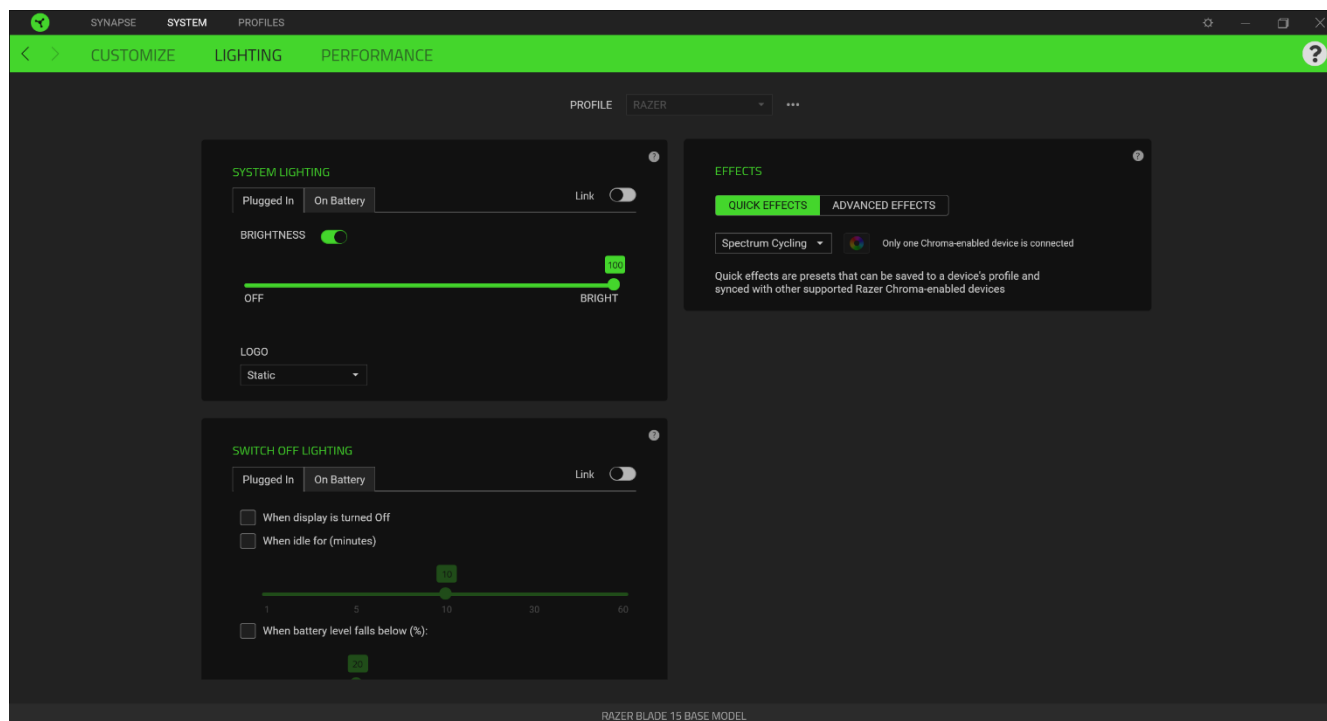 SYNAPSE SYSTEM PROFILES
CUSTOMIZE LIGHTING PERFORMANCE
?
PROFILE RAZER
SYSTEM LIGHTING
?
Plugged In On Battery Link
BRIGHTNESS
100
OFF BRIGHT
LOGO
Static
EFFECTS
?
QUICK EFFECTS ADVANCED EFFECTS
Spectrum Cycling Only one Chroma-enabled device is connected
Quick effects are presets that can be saved to a device's profile and
synced with other supported Razer Chroma-enabled devices
SWITCH OFF LIGHTING
?
Plugged In On Battery Link
When display is turned Off
When idle for (minutes)
10
1 5 10 30 60
When battery level falls below (%):
20
RAZER BLADE 15 BASE MODEL